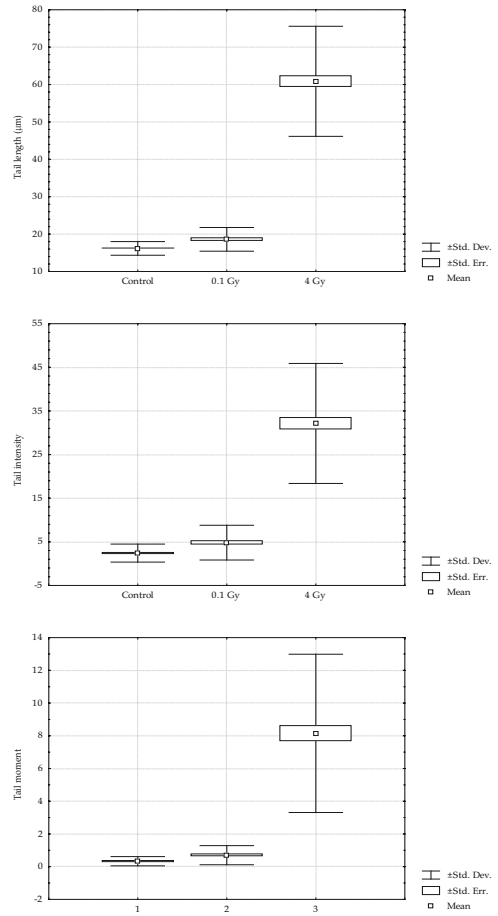 80
70
60
50
40
30
20
10
Tail length (μm)
Control
0.1 Gy
4 Gy
±Std. Dev.
±Std. Err.
Mean
55
45
35
25
15
5
-5
Tail intensity
Control
0.1 Gy
4 Gy
±Std. Dev.
±Std. Err.
Mean
14
12
10
8
6
4
2
0
-2
Tail moment
1
2
3
±Std. Dev.
±Std. Err.
Mean